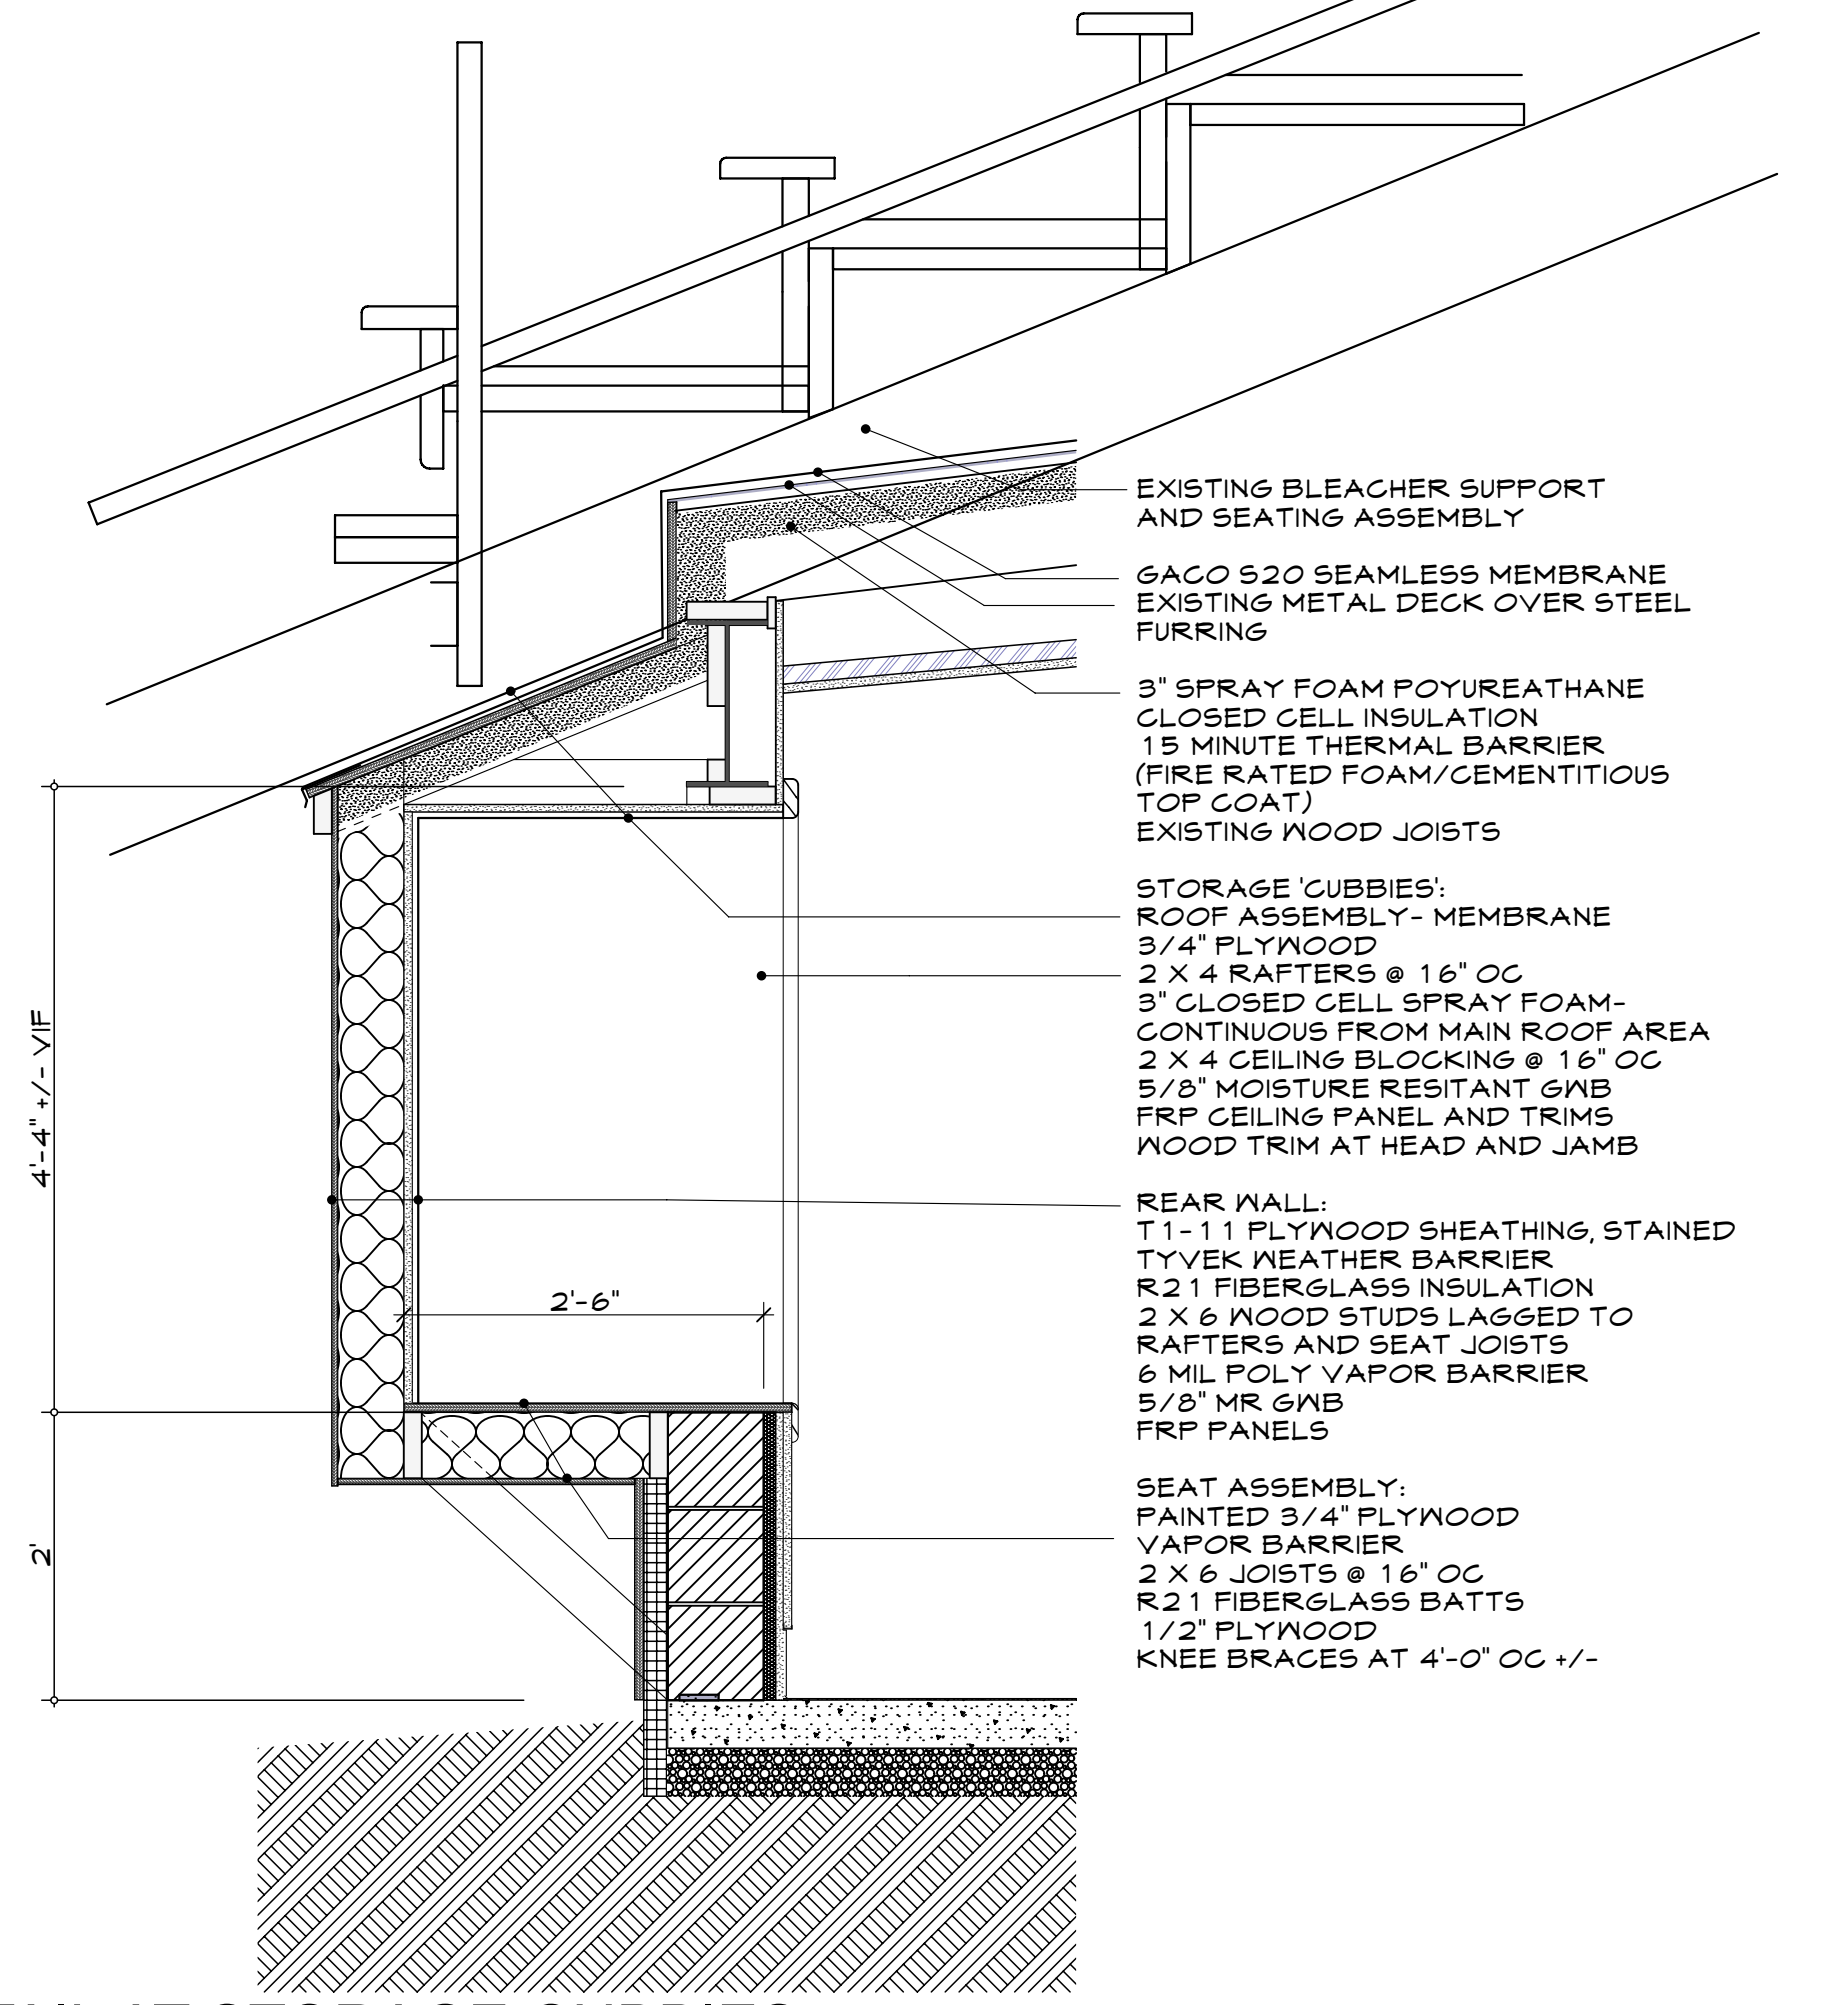 EXISTING BLEACHER SUPPORT
AND SEATING ASSEMBLY
GACO S20 SEAMLESS MEMBRANE
EXISTING METAL DECK OVER STEEL
FURRING
3" SPRAY FOAM POYUREATHANE
CLOSED CELL INSULATION
15 MINUTE THERMAL BARRIER
(FIRE RATED FOAM/CEMENTITIOUS
TOP COAT)
EXISTING WOOD JOISTS
STORAGE 'CUBBIES':
ROOF ASSEMBLY- MEMBRANE
3/4" PLYWOOD
2 X 4 RAFTERS @ 16" OC
3" CLOSED CELL SPRAY FOAM-
CONTINUOUS FROM MAIN ROOF AREA
2 X 4 CEILING BLOCKING @ 16" OC
5/8" MOISTURE RESITANT GWB
FRP CEILING PANEL AND TRIMS
WOOD TRIM AT HEAD AND JAMB
4'-4" +/- VIF
REAR WALL:
T1-11 PLYWOOD SHEATHING, STAINED
TYVEK WEATHER BARRIER
R21 FIBERGLASS INSULATION
2 X 6 WOOD STUDS LAGGED TO
RAFTERS AND SEAT JOISTS
6 MIL POLY VAPOR BARRIER
5/8" MR GWB
FRP PANELS
2'-6"
SEAT ASSEMBLY:
PAINTED 3/4" PLYWOOD
VAPOR BARRIER
2 X 6 JOISTS @ 16" OC
R21 FIBERGLASS BATTS
1/2" PLYWOOD
KNEE BRACES AT 4'-0" OC +/-
2'
AT STORAGE CUBBIES